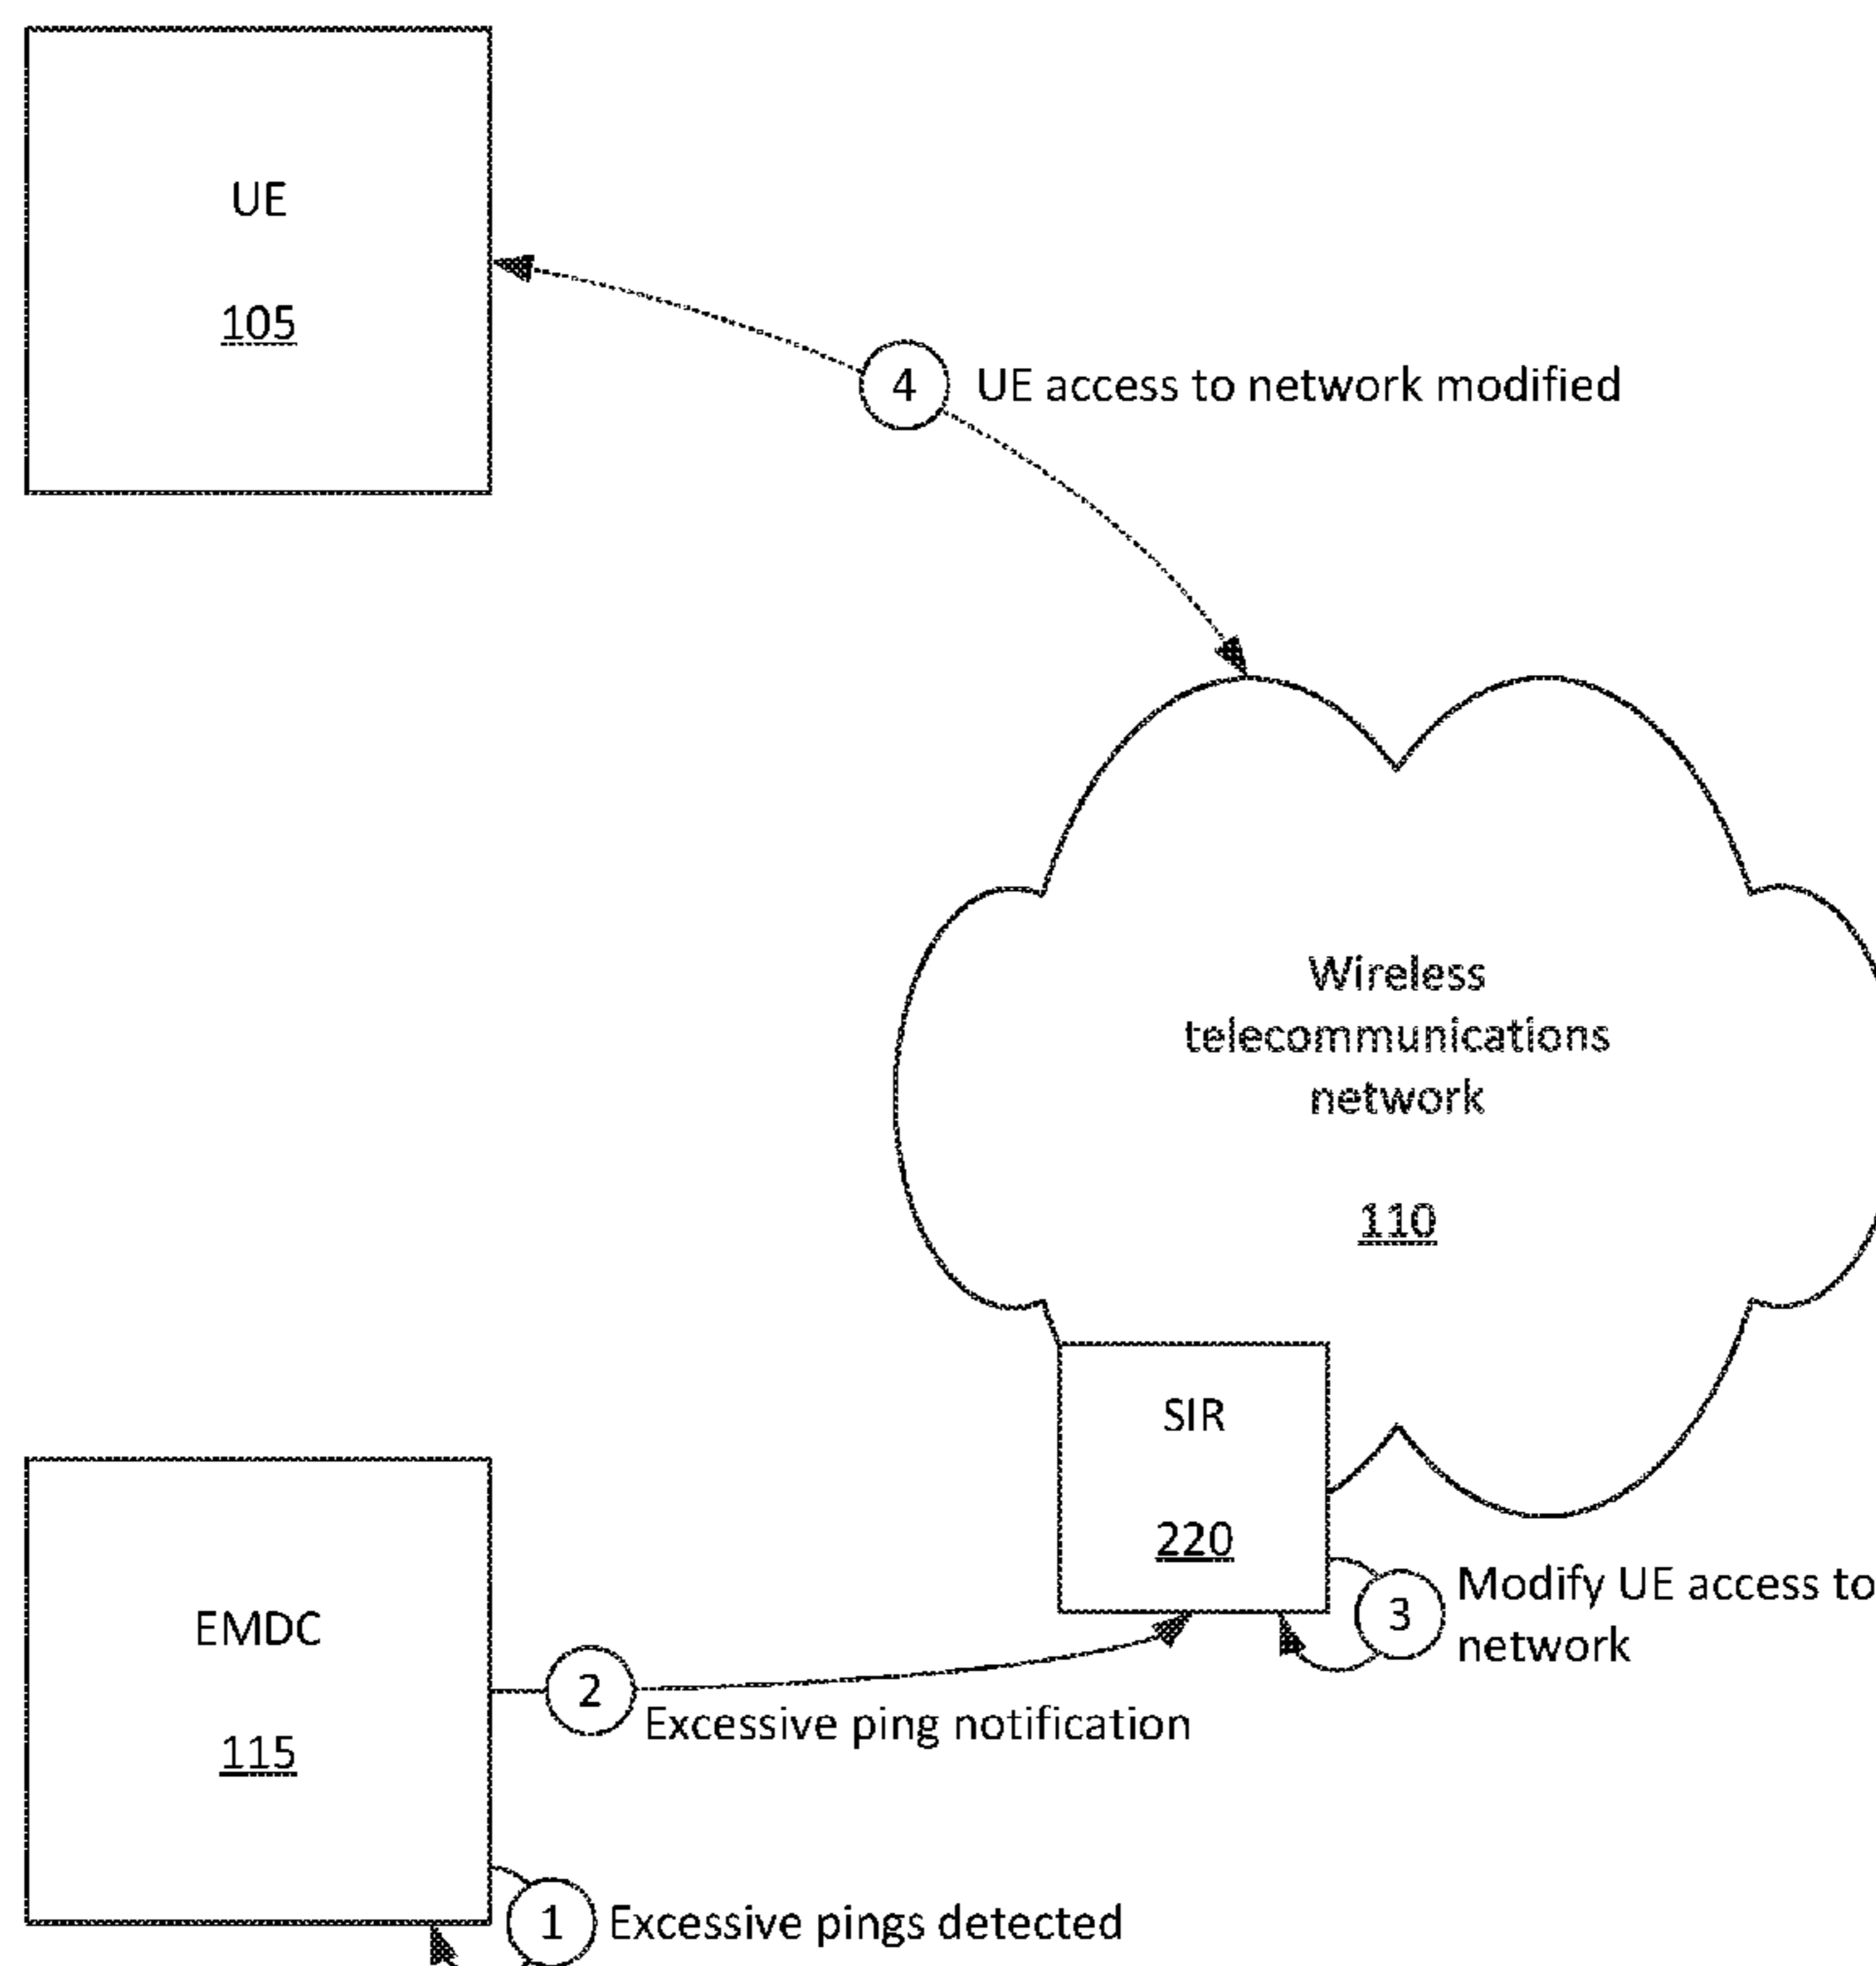 UE
105
4
UE access to network modified
Wireless
telecommunications
network
110
SIR
220
3
Modify UE access to
network
EMDC
115
2
Excessive ping notification
1
Excessive pings detected